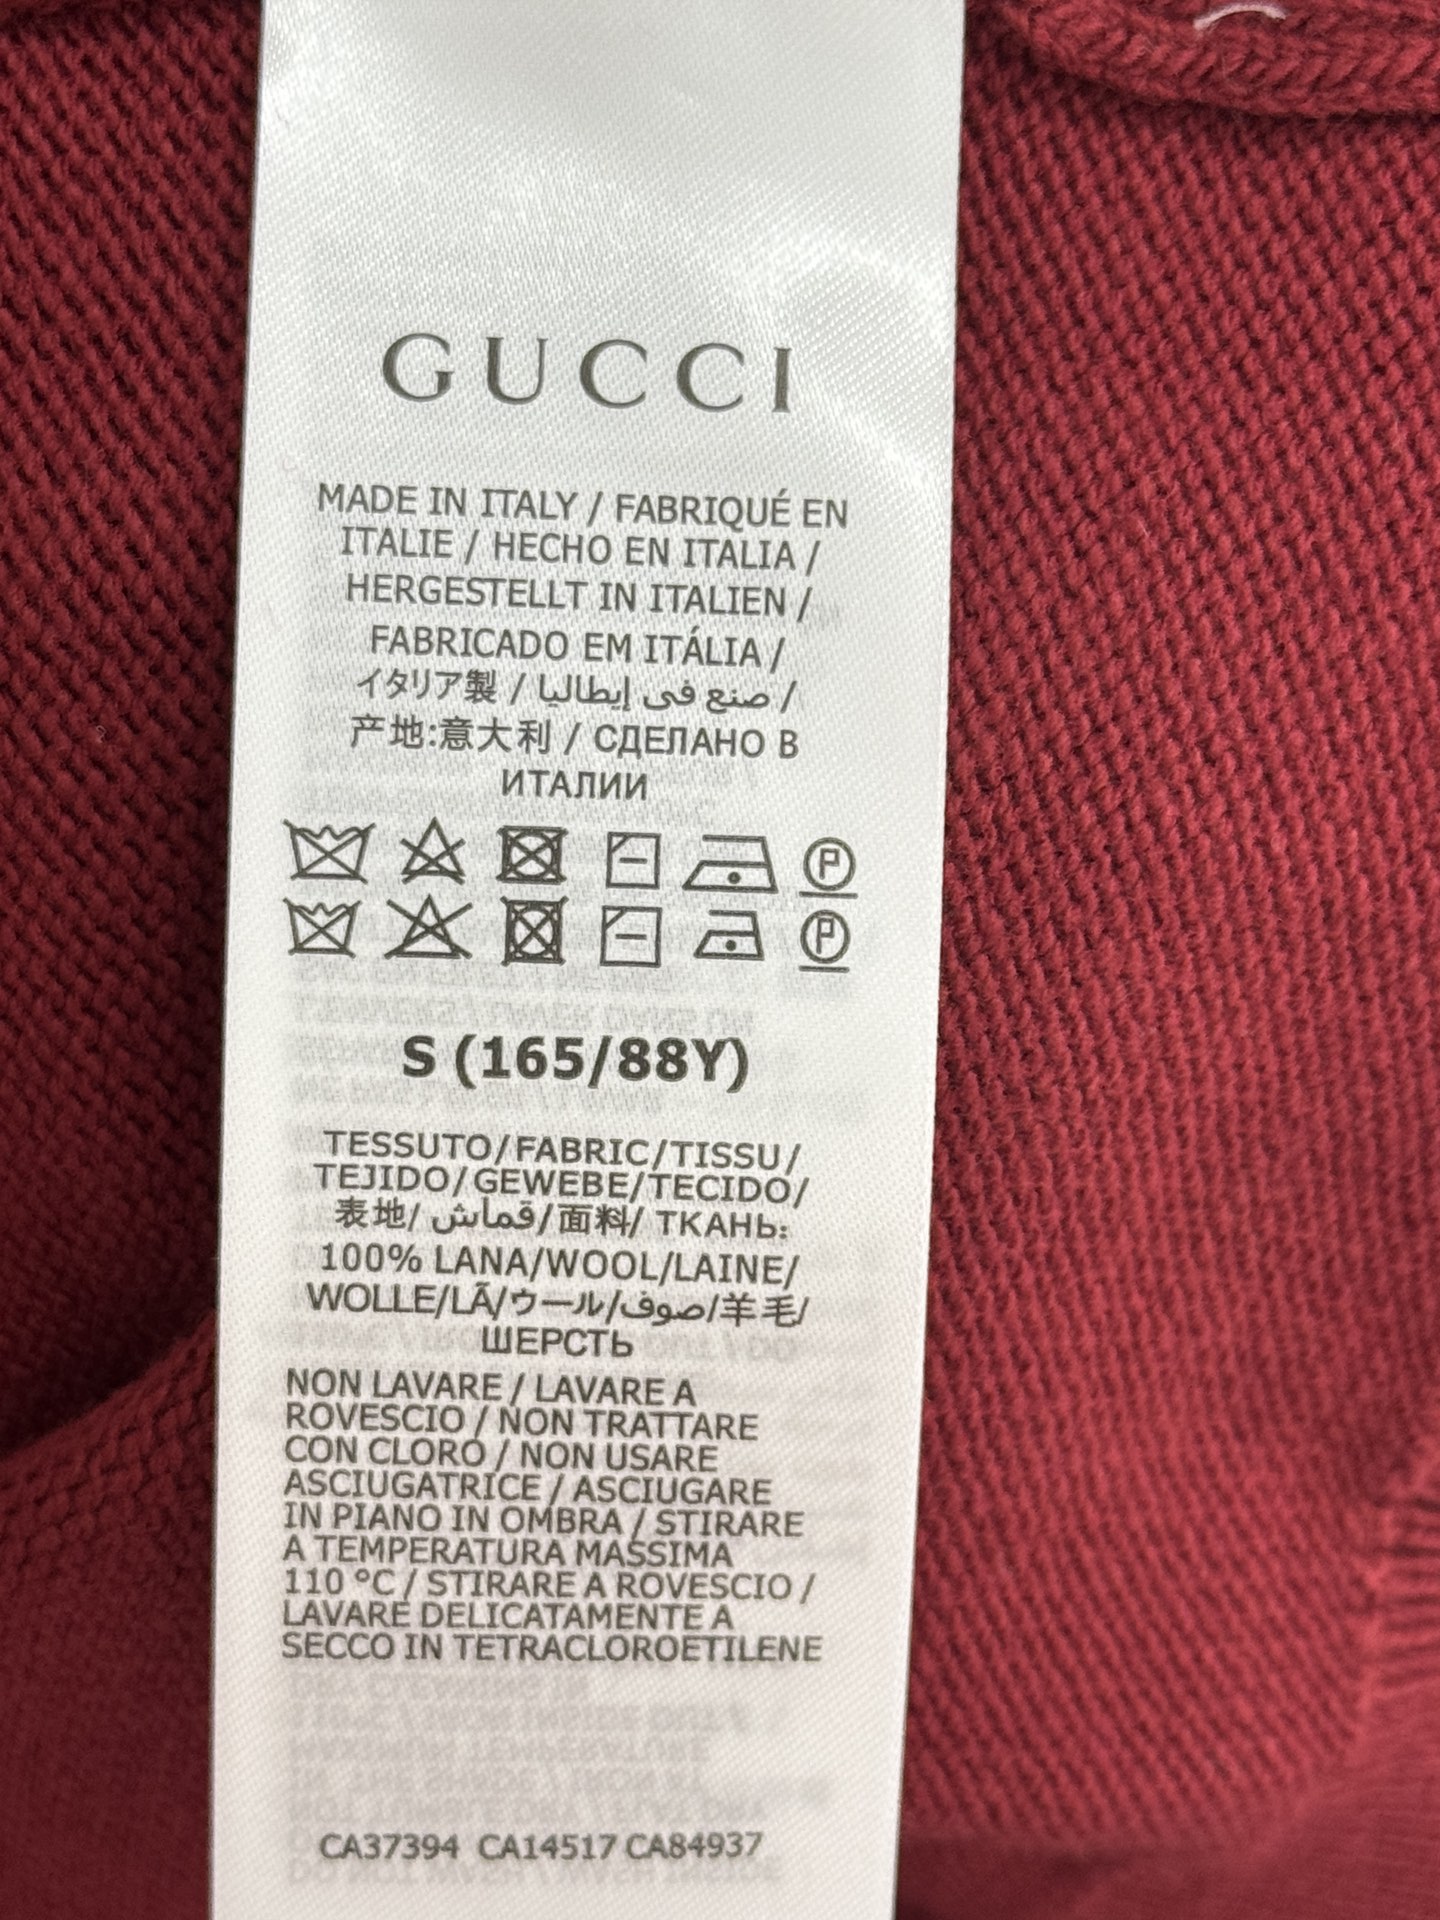 GUCCI
MADE IN ITALY / FABRIQUÉ EN
ITALIE / HECHO EN ITALIA /
HERGESTELLT IN ITALIEN /
FABRICADO EM ITÁLIA /
イタリア製 / صنع في إيطاليا /
产地:意大利 / СДЕЛАНО В
ИТАЛИИ
P
P
S (165/88Y)
TESSUTO/FABRIC/TISSU/
TEJIDO/GEWEBE/TECIDO/
表地/ قماش/面料/ ТКАНЬ:
100% LANA/WOOL/LAINE/
WOLLE/LÃ/ウール/صوف/羊毛/
ШЕРСТЬ
NON LAVARE / LAVARE A
ROVESCIO / NON TRATTARE
CON CLORO / NON USARE
ASCIUGATRICE / ASCIUGARE
IN PIANO IN OMBRA / STIRARE
A TEMPERATURA MASSIMA
110 °C / STIRARE A ROVESCIO /
LAVARE DELICATAMENTE A
SECCO IN TETRACLOROETILENE
CA37394 CA14517 CA84937